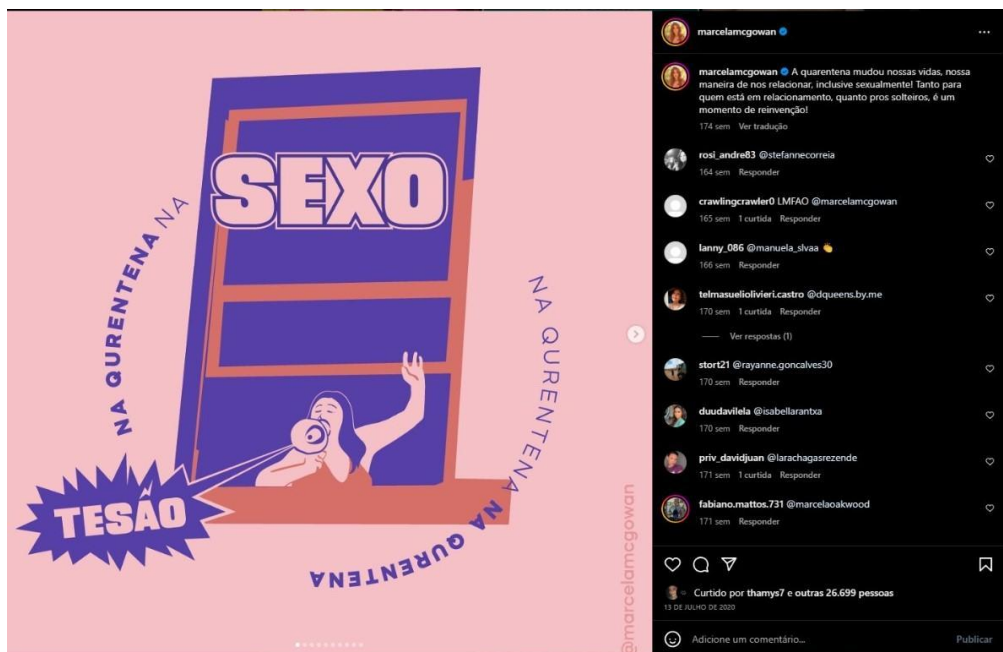 SEXO
NA QURENTENA NA
NA QURENTENA NA QURENTENA
TESÃO
@marcelamcgowan
marcelamcgowan
marcelamcgowan A quarentena mudou nossas vidas, nossa
maneira de nos relacionar, inclusive sexualmente! Tanto para
quem está em relacionamento, quanto pros solteiros, é um
momento de reinvenção!
174 sem Ver tradução
rosi_andre83 @stefannecorreia
164 sem Responder
crawlingcrawler0 LMFAO @marcelamcgowan
165 sem 1 curtida Responder
lanny_086 @manuela_slvaa 👏
166 sem Responder
telmasueliolivieri.castro @dqueens.by.me
170 sem 1 curtida Responder
Ver respostas (1)
stort21 @rayanne.goncalves30
170 sem Responder
duudavilela @isabellarantxa
170 sem Responder
priv_davidjuan @larachagasrezende
171 sem 1 curtida Responder
fabiano.mattos.731 @marcelaoakwood
171 sem Responder
Curtido por thamys7 e outras 26.699 pessoas
13 DE JULHO DE 2020
Adicione um comentário... Publicar